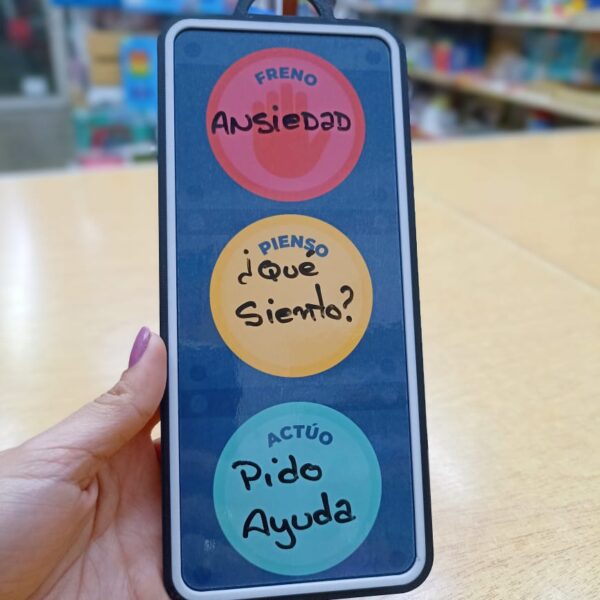 FRENO
ANSIEDAD
PIENSO
¿Qué
Siento?
ACTÚO
Pido
Ayuda